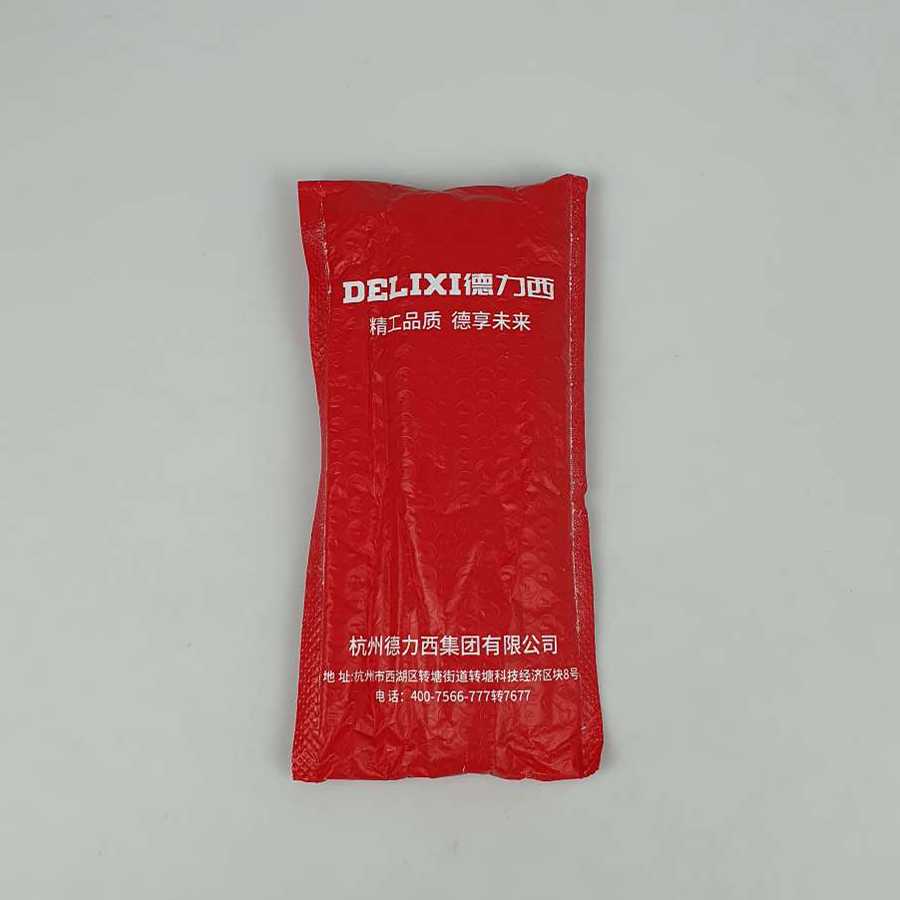 DELIXI德力西
精工品质 德享未来
杭州德力西集团有限公司
地 址:杭州市西湖区转塘街道转塘科技经济区块8号
电话：400-7566-777转7677